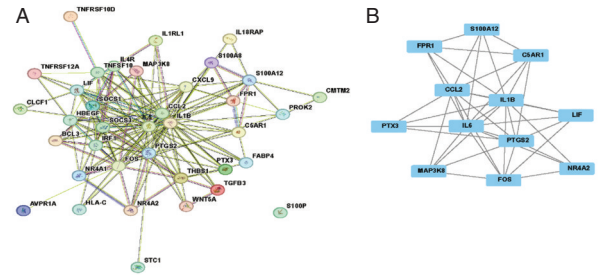 A
B
TNFRSF10D
IL1RL1
IL18RAP
TNFRSF12A
TNFSF18
IL4R
MAP3K8
S100A8
S100A12
LIF
CXCL9
FPR1
CMTM2
CLCF1
SOCS1
CCL2
PROK2
HBEGF
SOCS3
IL6
IL1B
C5AR1
BCL3
IRF1
PTGS2
NR4A1
FOS
PTX3
FABP4
THBS1
TGFB3
AVPR1A
HLA-C
NR4A2
WNT5A
S100P
STC1
S100A12
FPR1
C5AR1
CCL2
IL1B
LIF
PTX3
IL6
PTGS2
MAP3K8
NR4A2
FOS